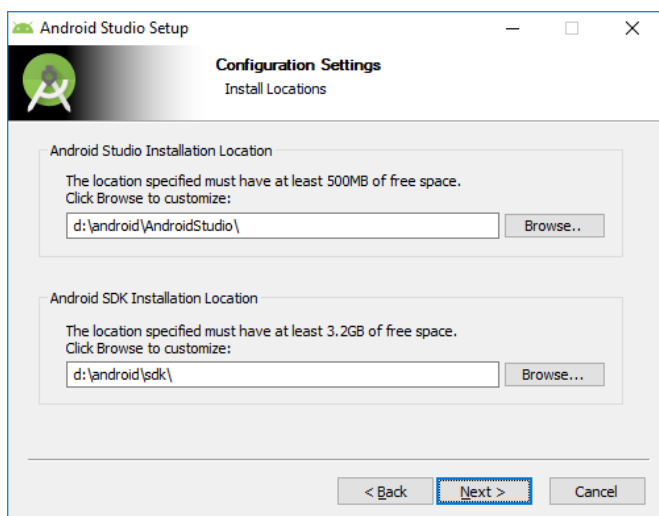 Android Studio Setup
Configuration Settings
Install Locations
Android Studio Installation Location
The location specified must have at least 500MB of free space.
Click Browse to customize:
d:\android\AndroidStudio\
Browse..
Android SDK Installation Location
The location specified must have at least 3.2GB of free space.
Click Browse to customize:
d:\android\sdk\
Browse...
< Back
Next >
Cancel